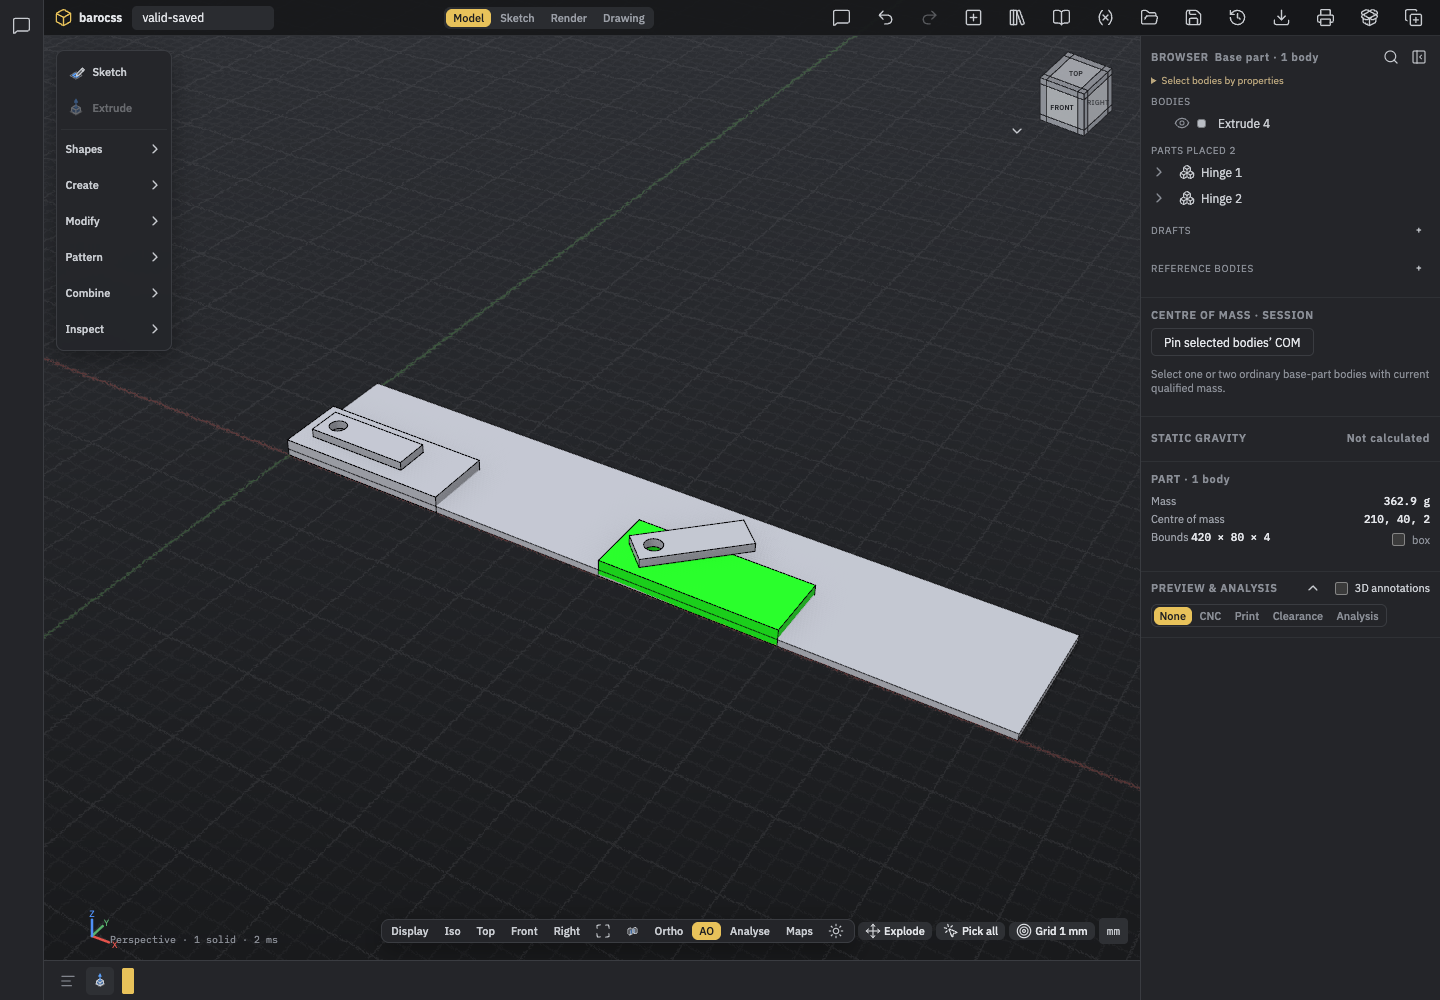 barocss
valid-saved
Model Sketch Render Drawing
Sketch
Extrude
Shapes
Create
Modify
Pattern
Combine
Inspect
TOP
FRONT
RIGHT
BROWSER Base part · 1 body
Select bodies by properties
BODIES
Extrude 4
PARTS PLACED 2
Hinge 1
Hinge 2
DRAFTS +
REFERENCE BODIES +
CENTRE OF MASS · SESSION
Pin selected bodies’ COM
Select one or two ordinary base-part bodies with current
qualified mass.
STATIC GRAVITY Not calculated
PART · 1 body
Mass 362.9 g
Centre of mass 210, 40, 2
Bounds 420 × 80 × 4 box
PREVIEW & ANALYSIS 3D annotations
None CNC Print Clearance Analysis
Z
Y
X
Perspective · 1 solid · 2 ms
Display Iso Top Front Right Ortho AO Analyse Maps Explode Pick all Grid 1 mm mm